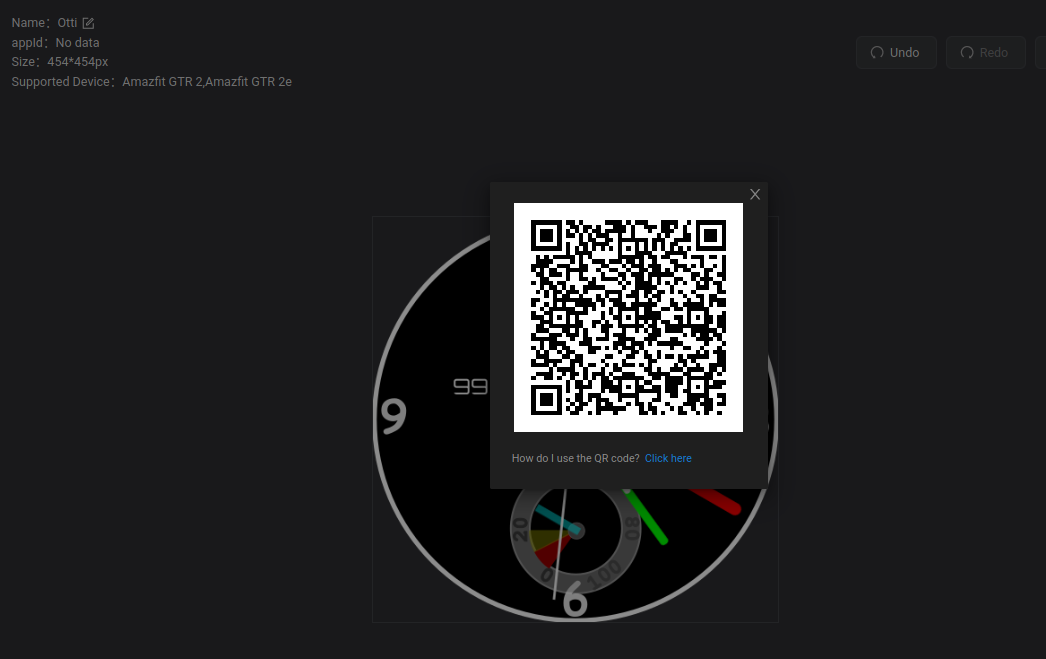 Name：Otti
appId：No data
Size：454*454px
Supported Device：Amazfit GTR 2,Amazfit GTR 2e
Undo
Redo
99
9
How do I use the QR code? Click here
20
80
0
100
6